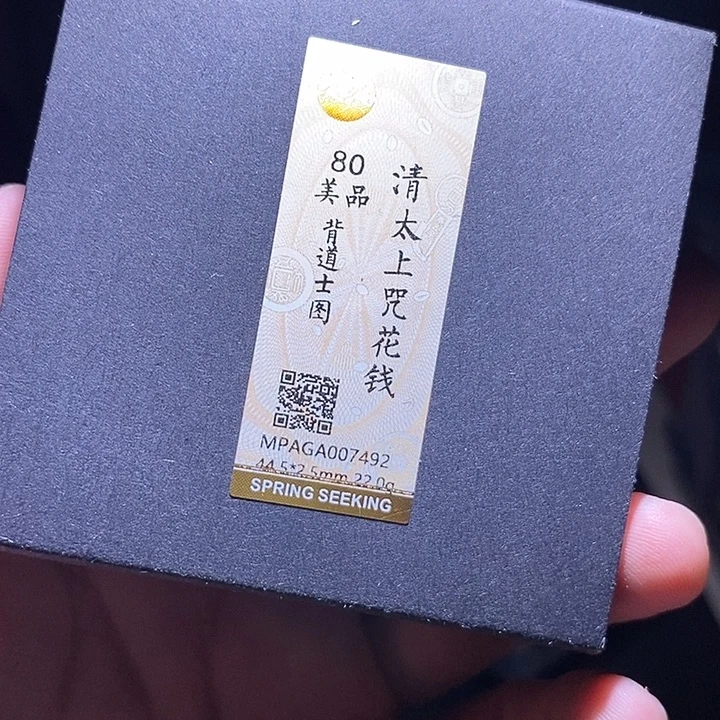 清太上咒花钱
80
美品
背道士图
MPAGA007492
44.5*2.5mm 22.0g
SPRING SEEKING